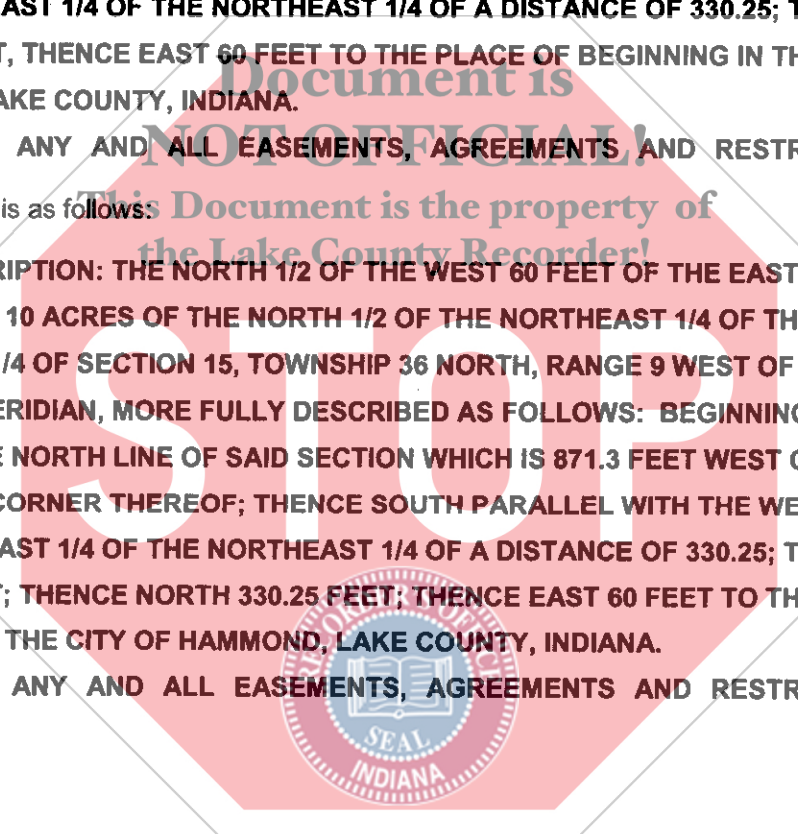 AST 1/4 OF THE NORTHEAST 1/4 OF A DISTANCE OF 330.25; T
T, THENCE EAST 60 FEET TO THE PLACE OF BEGINNING IN TH
Document is
AKE COUNTY, INDIANA.
NOT OFFICIAL!
ANY AND ALL EASEMENTS, AGREEMENTS AND RESTR
This Document is the property of
is as follows:
the Lake County Recorder!
RIPTION: THE NORTH 1/2 OF THE WEST 60 FEET OF THE EAST
10 ACRES OF THE NORTH 1/2 OF THE NORTHEAST 1/4 OF TH
/4 OF SECTION 15, TOWNSHIP 36 NORTH, RANGE 9 WEST OF
ERIDIAN, MORE FULLY DESCRIBED AS FOLLOWS: BEGINNING
E NORTH LINE OF SAID SECTION WHICH IS 871.3 FEET WEST O
STOP
CORNER THEREOF; THENCE SOUTH PARALLEL WITH THE WE
AST 1/4 OF THE NORTHEAST 1/4 OF A DISTANCE OF 330.25; T
T; THENCE NORTH 330.25 FEET; THENCE EAST 60 FEET TO TH
THE CITY OF HAMMOND, LAKE COUNTY, INDIANA.
ANY AND ALL EASEMENTS, AGREEMENTS AND RESTR
RECORDER OF
SEAL
INDIANA